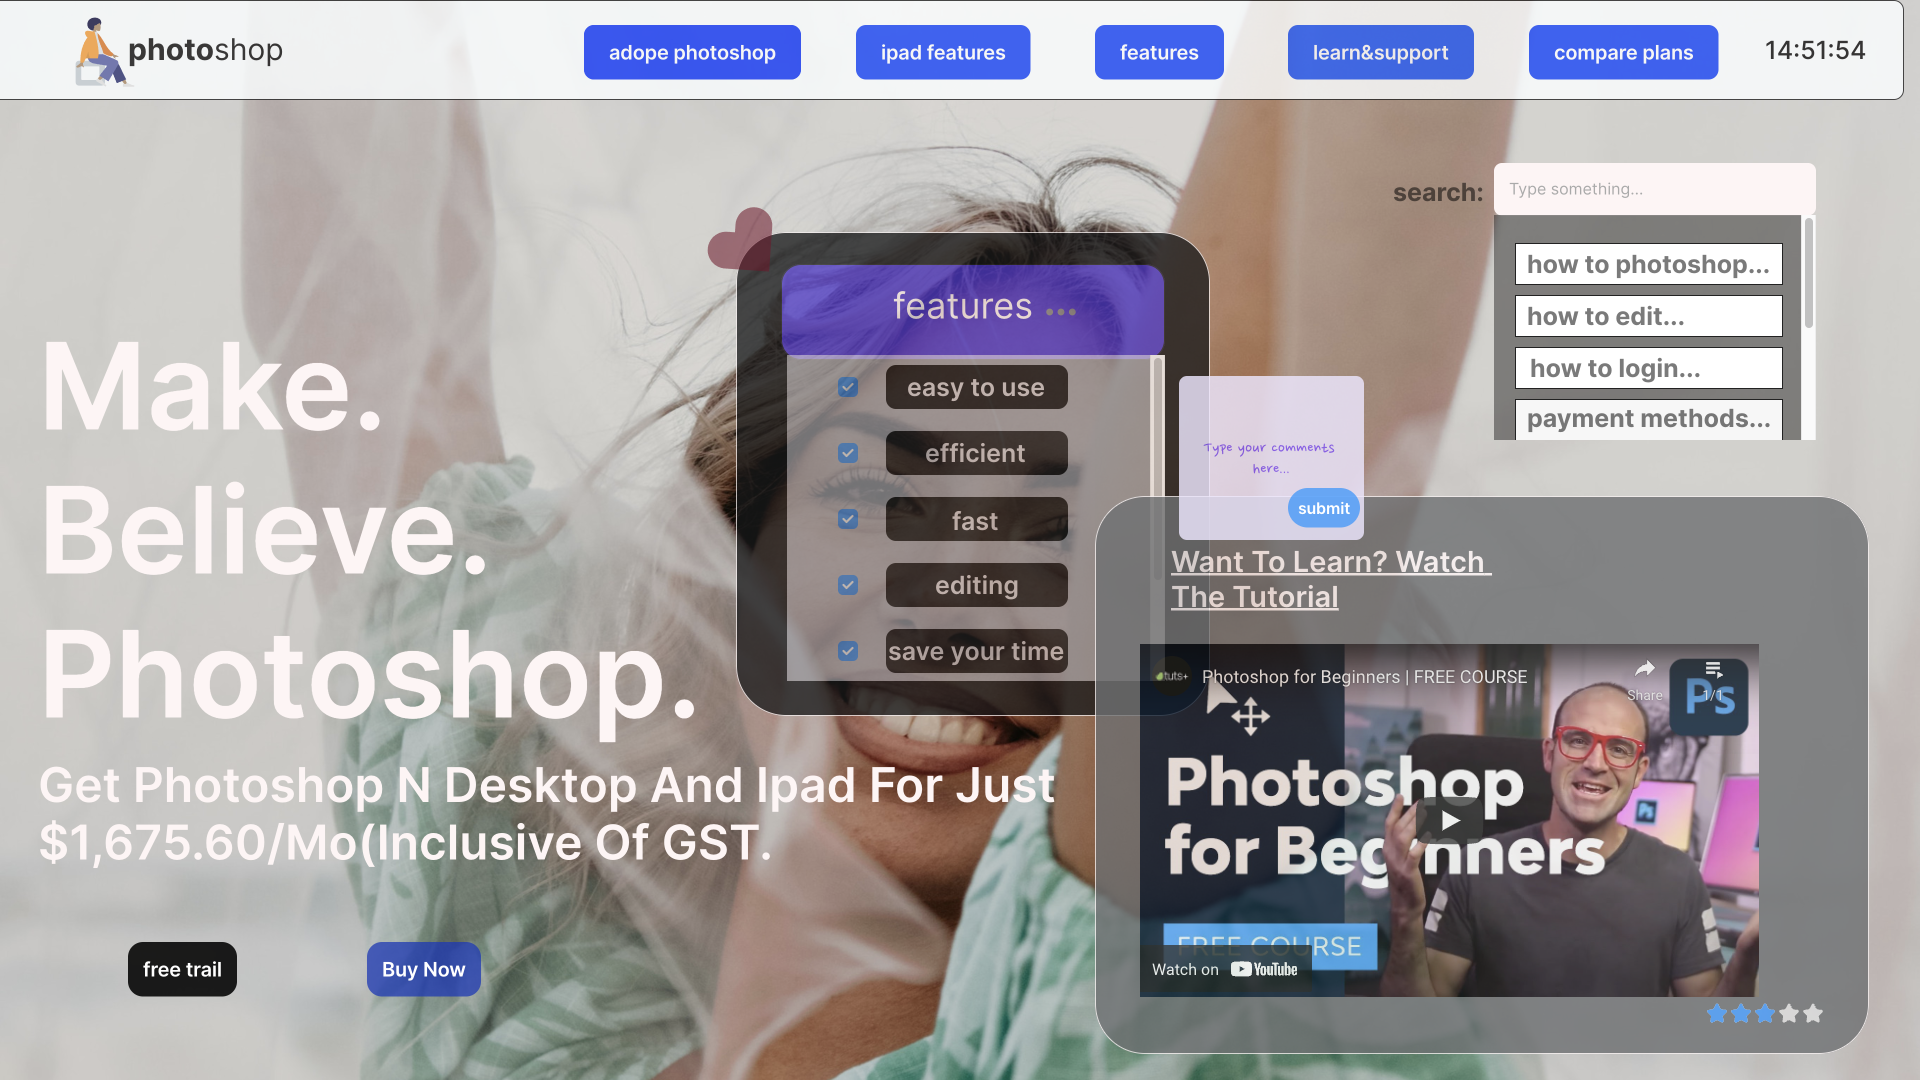 photoshop
adope photoshop
ipad features
features
learn&support
compare plans
14:51:54
search:
Type something...
how to photoshop...
how to edit...
how to login...
payment methods...
features ...
easy to use
efficient
fast
editing
save your time
Type your comments
here...
submit
Make.
Believe.
Photoshop.
Get Photoshop N Desktop And Ipad For Just
$1,675.60/Mo(Inclusive Of GST.
free trail
Buy Now
Want To Learn? Watch
The Tutorial
tuts+
Photoshop for Beginners | FREE COURSE
Share
1/1
Ps
Photoshop
for Beginners
FREE COURSE
Watch on YouTube